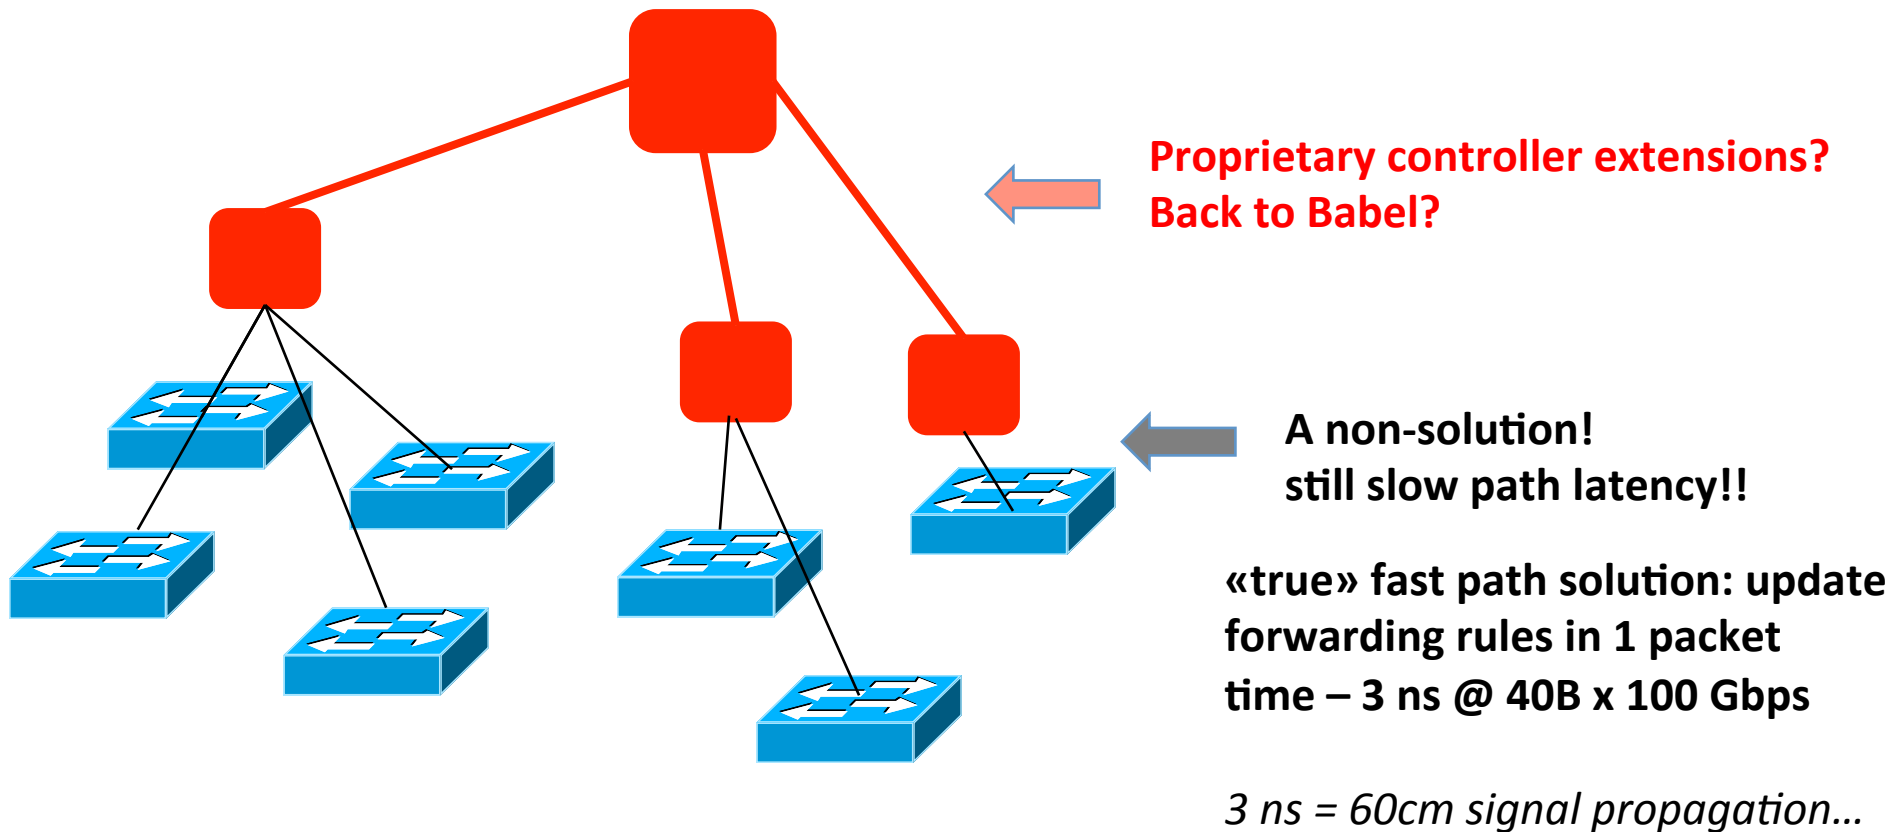 Proprietary controller extensions?
Back to Babel?
A non-solution!
still slow path latency!!
«true» fast path solution: update
forwarding rules in 1 packet
time – 3 ns @ 40B x 100 Gbps
3 ns = 60cm signal propagation…